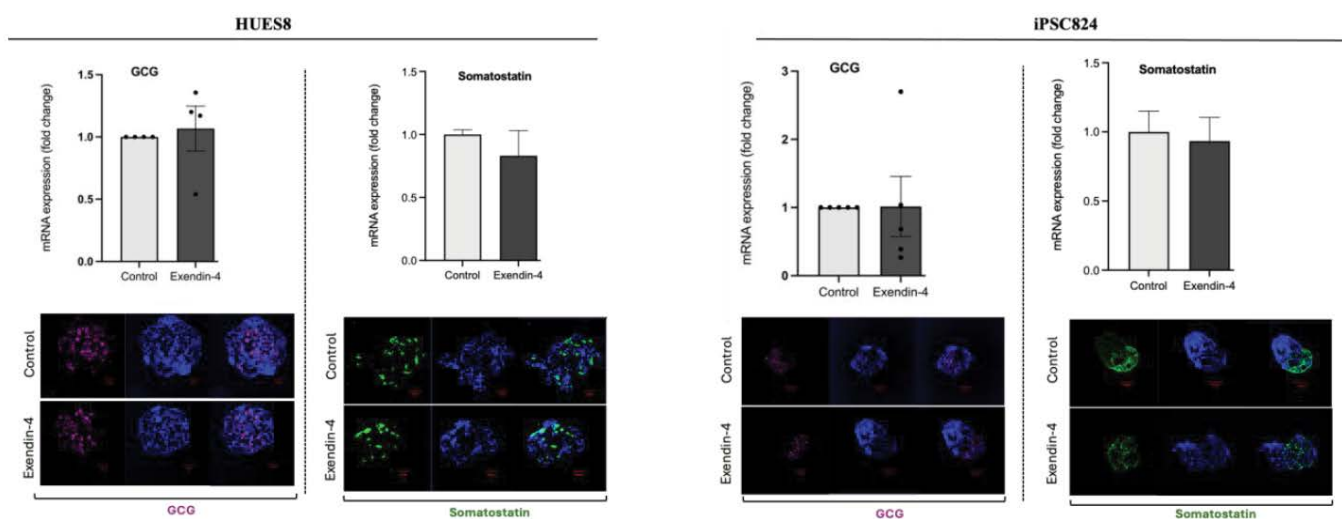 HUES8
GCG
mRNA expression (fold change)
1.5
1.0
0.5
0.0
Control
Exendin-4
Somatostatin
mRNA expression (fold change)
1.5
1.0
0.5
0.0
Control
Exendin-4
Control
Exendin-4
GCG
Control
Exendin-4
Somatostatin
iPSC824
GCG
mRNA expression (fold change)
3
2
1
0
Control
Exendin-4
Somatostatin
mRNA expression (fold change)
1.5
1.0
0.5
0.0
Control
Exendin-4
Control
Exendin-4
GCG
Control
Exendin-4
Somatostatin